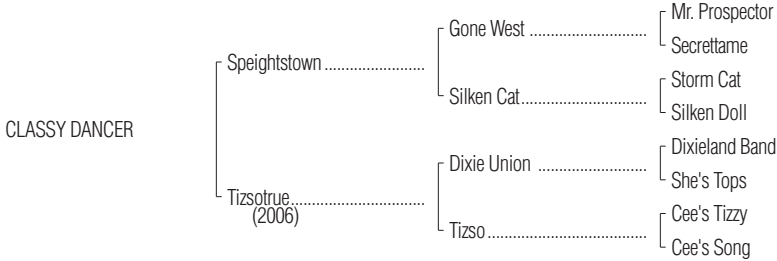 Mr. Prospector
Gone West ..............................
Secrettame
Speightstown ..........................
Storm Cat
Silken Cat................................
Silken Doll
CLASSY DANCER
Dixieland Band
Dixie Union ............................
She's Tops
Tizsotrue..................................
(2006)
Cee's Tizzy
Tizso.........................................
Cee's Song